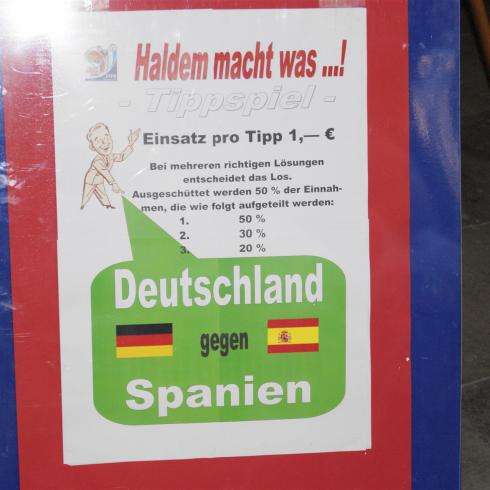 Haldem macht was ...!
- Tippspiel -
Einsatz pro Tipp 1,— €
Bei mehreren richtigen Lösungen
entscheidet das Los.
Ausgeschüttet werden 50 % der Einnah-
men, die wie folgt aufgeteilt werden:
1. 50 %
2. 30 %
3. 20 %
Deutschland
gegen
Spanien